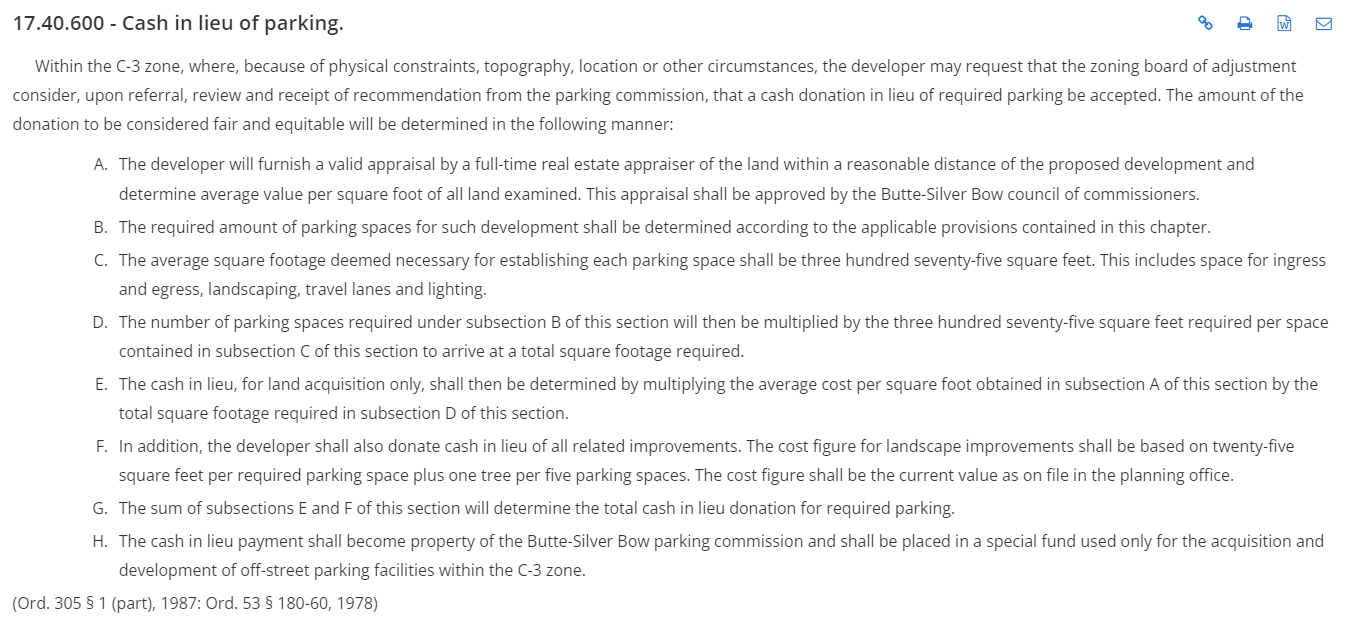 17.40.600 - Cash in lieu of parking.
Within the C-3 zone, where, because of physical constraints, topography, location or other circumstances, the developer may request that the zoning board of adjustment
consider, upon referral, review and receipt of recommendation from the parking commission, that a cash donation in lieu of required parking be accepted. The amount of the
donation to be considered fair and equitable will be determined in the following manner:
A. The developer will furnish a valid appraisal by a full-time real estate appraiser of the land within a reasonable distance of the proposed development and
determine average value per square foot of all land examined. This appraisal shall be approved by the Butte-Silver Bow council of commissioners.
B. The required amount of parking spaces for such development shall be determined according to the applicable provisions contained in this chapter.
C. The average square footage deemed necessary for establishing each parking space shall be three hundred seventy-five square feet. This includes space for ingress
and egress, landscaping, travel lanes and lighting.
D. The number of parking spaces required under subsection B of this section will then be multiplied by the three hundred seventy-five square feet required per space
contained in subsection C of this section to arrive at a total square footage required.
E. The cash in lieu, for land acquisition only, shall then be determined by multiplying the average cost per square foot obtained in subsection A of this section by the
total square footage required in subsection D of this section.
F. In addition, the developer shall also donate cash in lieu of all related improvements. The cost figure for landscape improvements shall be based on twenty-five
square feet per required parking space plus one tree per five parking spaces. The cost figure shall be the current value as on file in the planning office.
G. The sum of subsections E and F of this section will determine the total cash in lieu donation for required parking.
H. The cash in lieu payment shall become property of the Butte-Silver Bow parking commission and shall be placed in a special fund used only for the acquisition and
development of off-street parking facilities within the C-3 zone.
(Ord. 305 § 1 (part), 1987: Ord. 53 § 180-60, 1978)